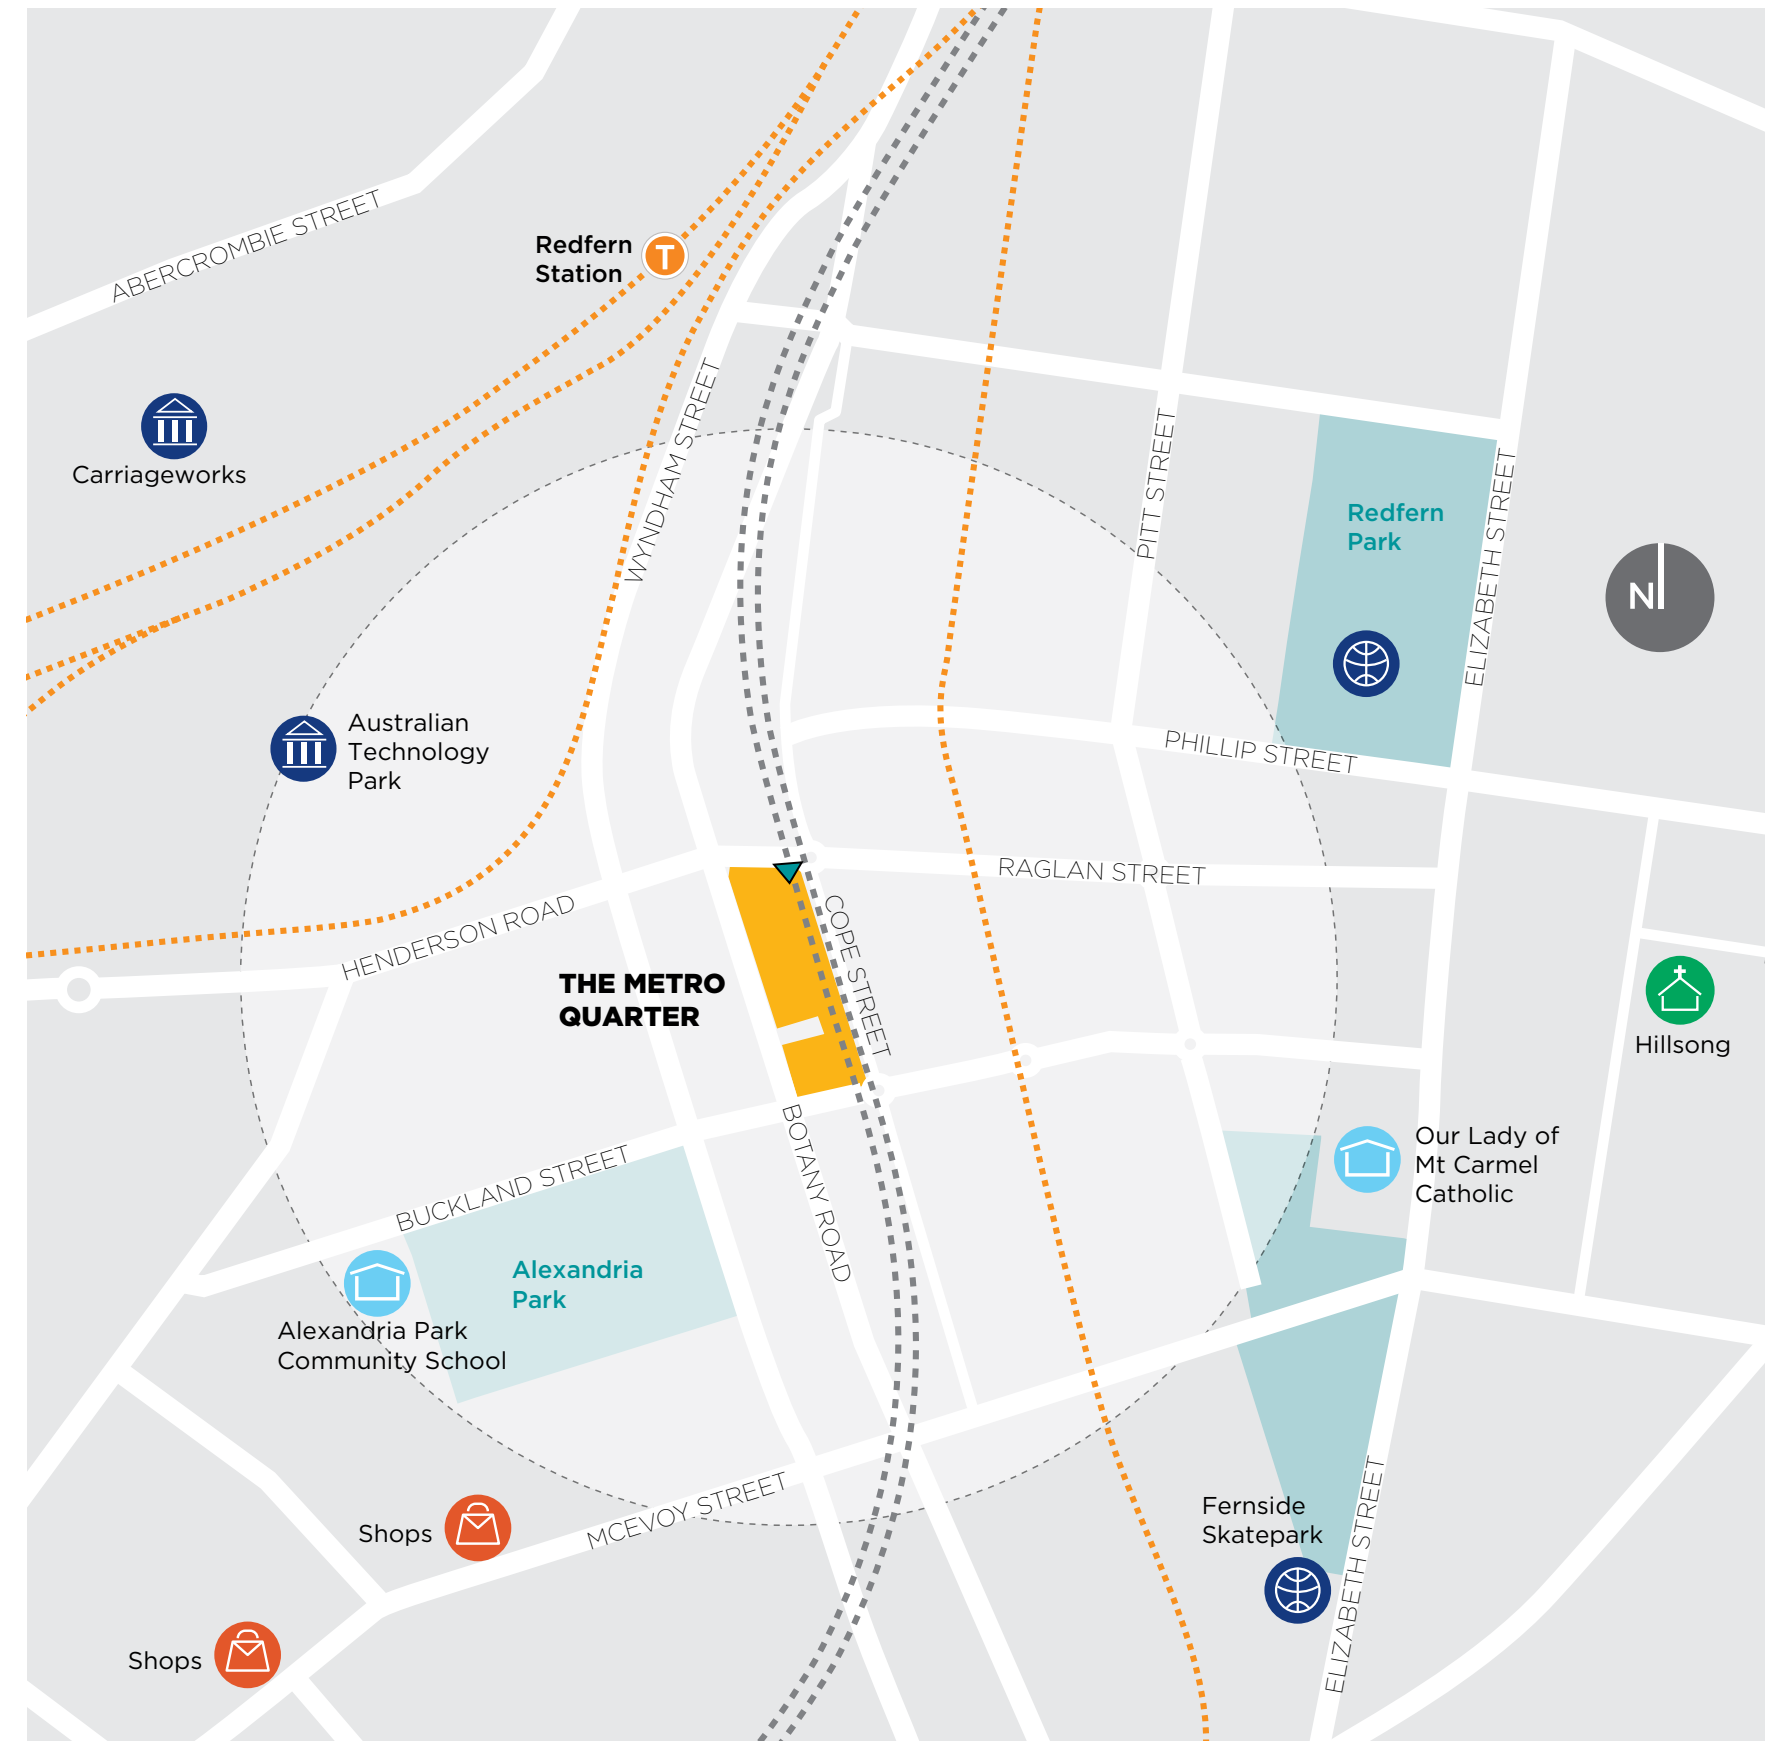 ABERCROMBIE STREET
Redfern
Station
T
Carriageworks
WYNDHAM STREET
PITT STREET
Redfern
Park
ELIZABETH STREET
N
Australian
Technology
Park
PHILLIP STREET
RAGLAN STREET
HENDERSON ROAD
COPE STREET
THE METRO
QUARTER
Hillsong
BOTANY ROAD
Our Lady of
Mt Carmel
Catholic
BUCKLAND STREET
Alexandria
Park
Alexandria Park
Community School
MCEVOY STREET
Shops
Fernside
Skatepark
ELIZABETH STREET
Shops